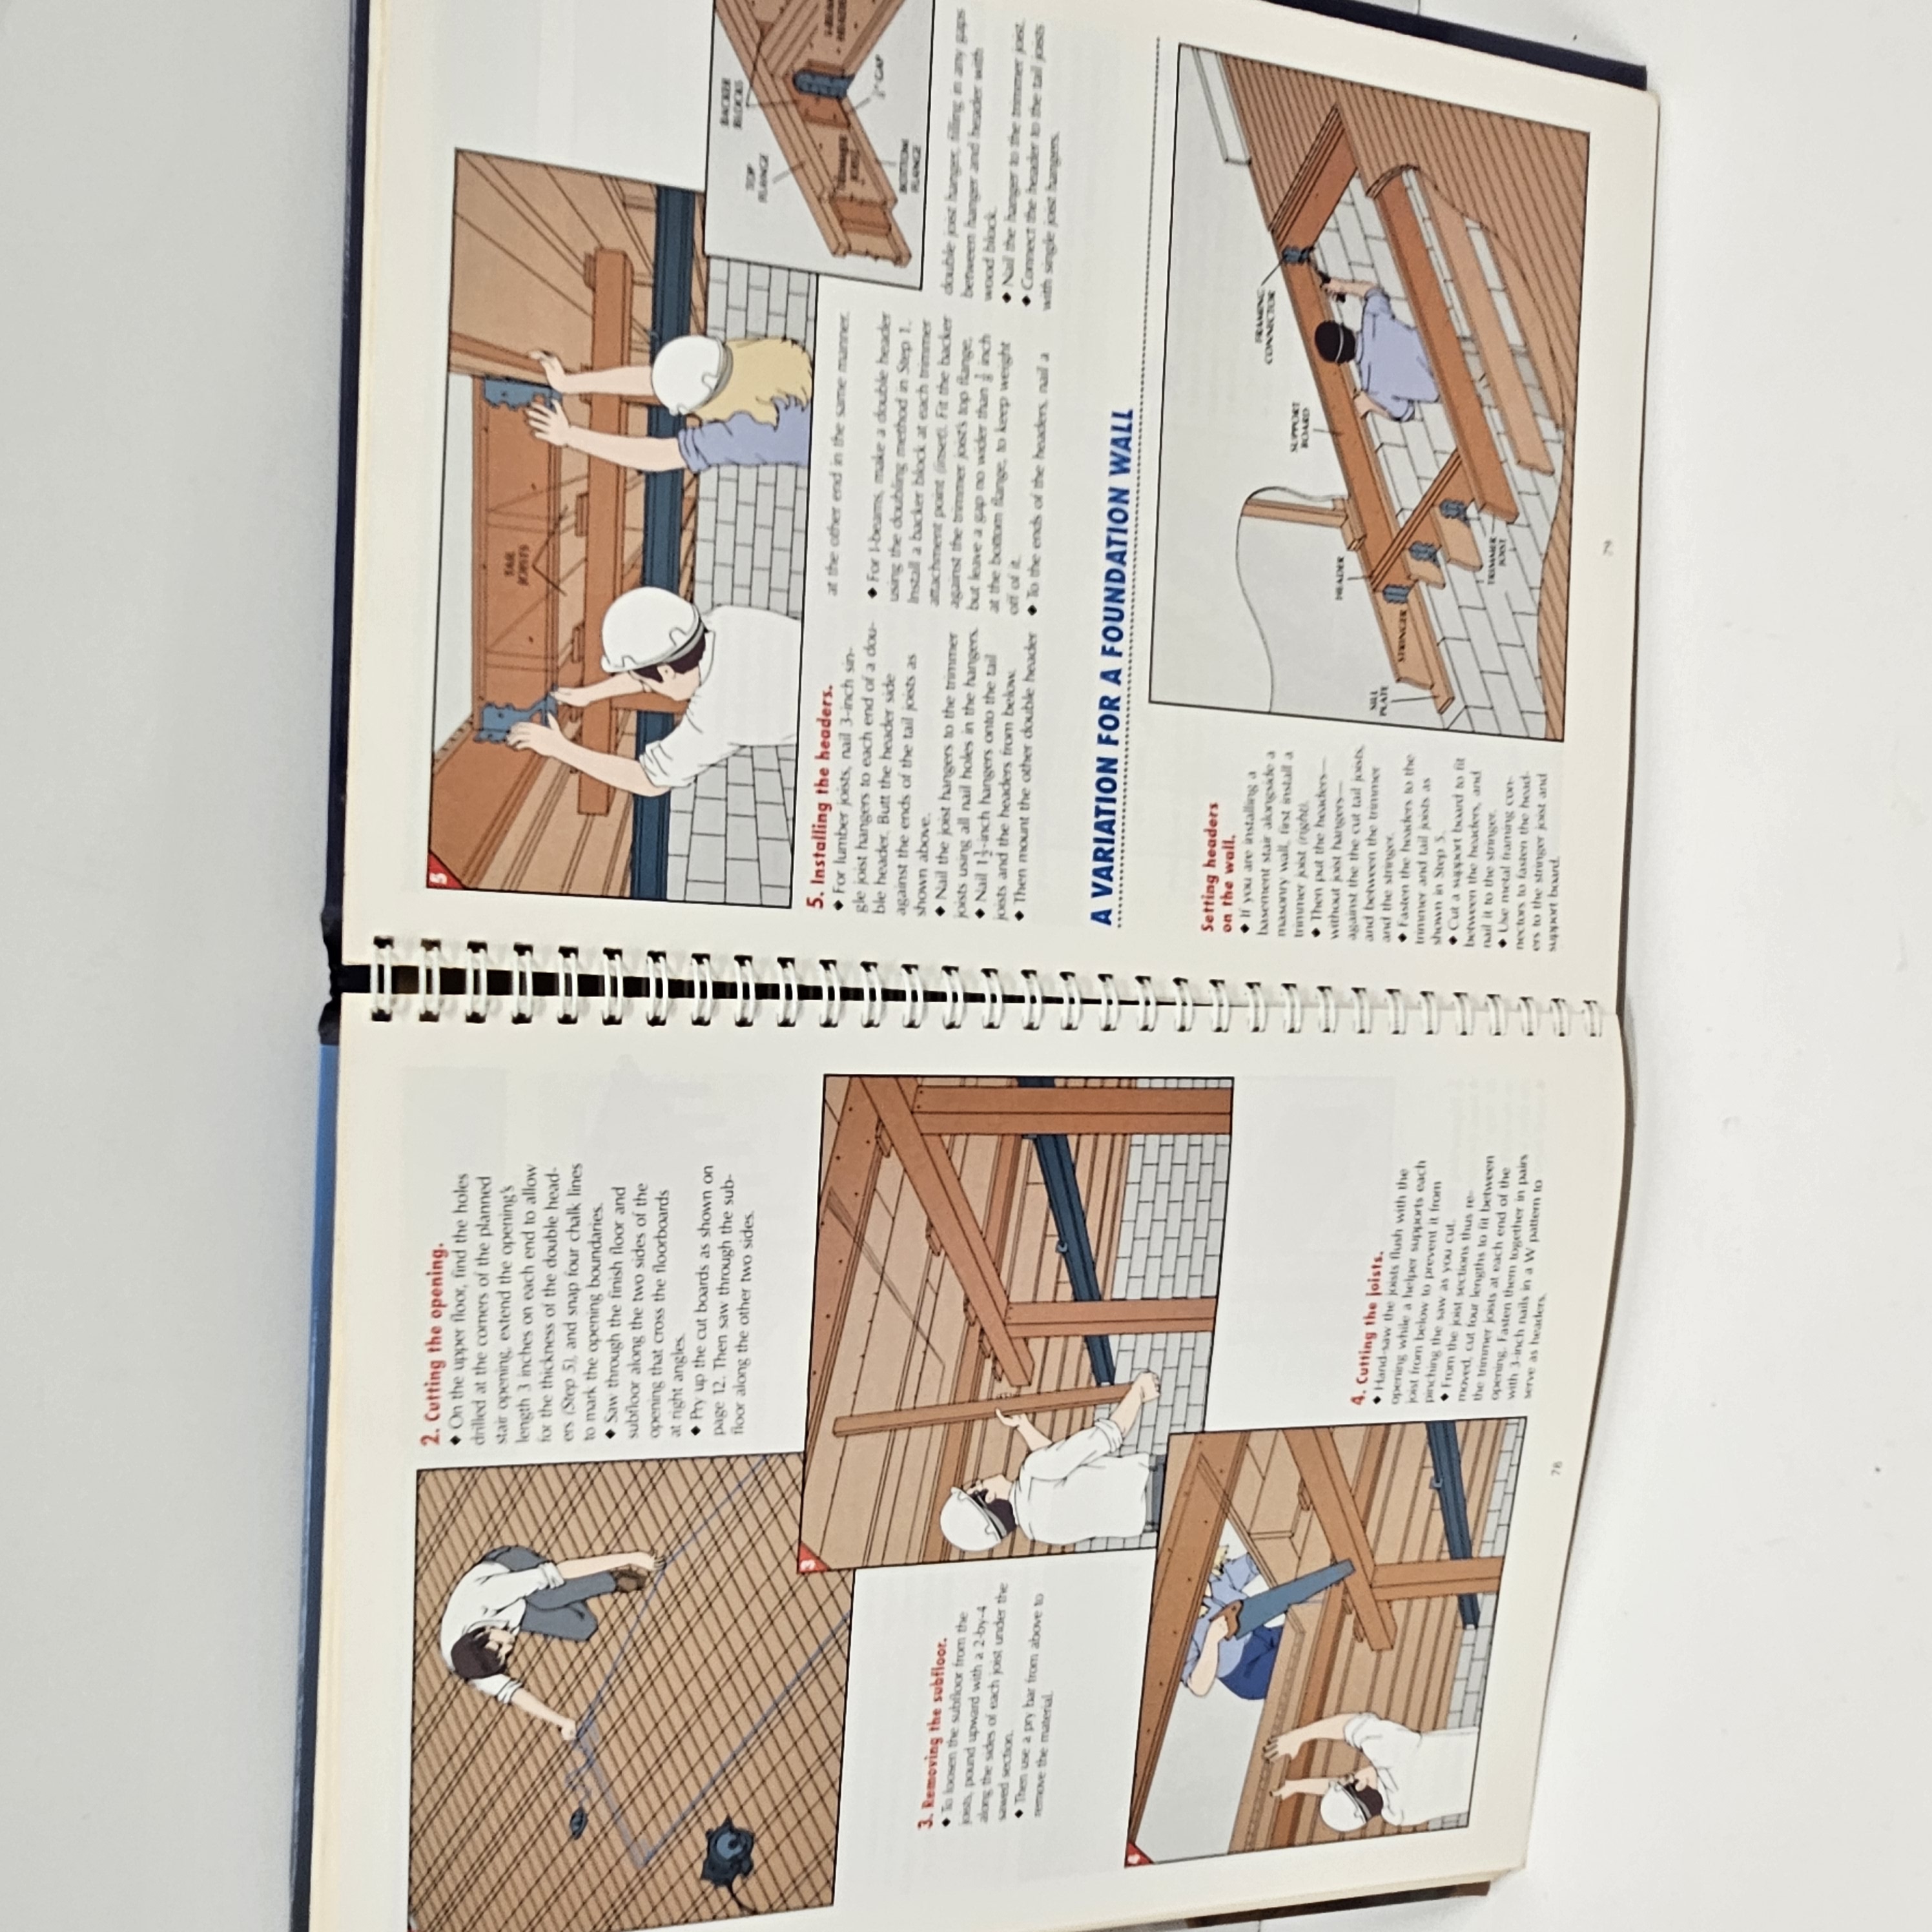 2. Cutting the opening.
◆ On the upper floor, find the holes
drilled at the corners of the planned
stair opening, extend the opening's
length 3 inches on each end to allow
for the thickness of the double head-
ers (Step 5), and snap four chalk lines
to mark the opening boundaries.
◆ Saw through the finish floor and
subfloor along the two sides of the
opening that cross the floorboards
at right angles.
◆ Pry up the cut boards as shown on
page 12. Then saw through the sub-
floor along the other two sides.
3
3. Removing the subfloor.
◆ To loosen the subfloor from the
joists, pound upward with a 2-by-4
along the sides of each joist under the
sawed section.
◆ Then use a pry bar from above to
remove the material.
4
4. Cutting the joists.
◆ Hand-saw the joists flush with the
opening while a helper supports each
joist from below to prevent it from
pinching the saw as you cut.
◆ From the joist sections thus re-
moved, cut four lengths to fit between
the trimmer joists at each end of the
opening. Fasten them together in pairs
with 3-inch nails in a W pattern to
serve as headers.
78
5
TAIL
JOISTS
5. Installing the headers.
◆ For lumber joists, nail 3-inch sin-
gle joist hangers to each end of a dou-
ble header. Butt the header side
against the ends of the tail joists as
shown above.
◆ Nail the joist hangers to the trimmer
joists using all nail holes in the hangers.
◆ Nail 1½-inch hangers onto the tail
joists and the headers from below.
◆ Then mount the other double header
at the other end in the same manner.
◆ For I-beams, make a double header
using the doubling method in Step 1.
Install a backer block at each trimmer
attachment point (inset). Fit the backer
against the trimmer joist's top flange,
but leave a gap no wider than ⅛ inch
at the bottom flange, to keep weight
off of it.
◆ To the ends of the headers, nail a
double joist hanger, filling in any gaps
between hanger and header with
wood block.
◆ Nail the hanger to the trimmer joist.
◆ Connect the header to the tail joists
with single joist hangers.
BACKER
BLOCKS
TOP
FLANGE
TRIMMER
JOIST
GAP
BOTTOM
FLANGE
A VARIATION FOR A FOUNDATION WALL
Setting headers
on the wall.
◆ If you are installing a
basement stair alongside a
masonry wall, first install a
trimmer joist (right).
◆ Then put the headers—
without joist hangers—
against the the cut tail joists,
and between the trimmer
and the stringer.
◆ Fasten the headers to the
trimmer and tail joists as
shown in Step 5.
◆ Cut a support board to fit
between the headers, and
nail it to the stringer.
◆ Use metal framing con-
nectors to fasten the head-
ers to the stringer joist and
support board.
FRAMING
CONNECTOR
SUPPORT
BOARD
HEADER
SILL
PLATE
STRINGER
TRIMMER
JOIST
79